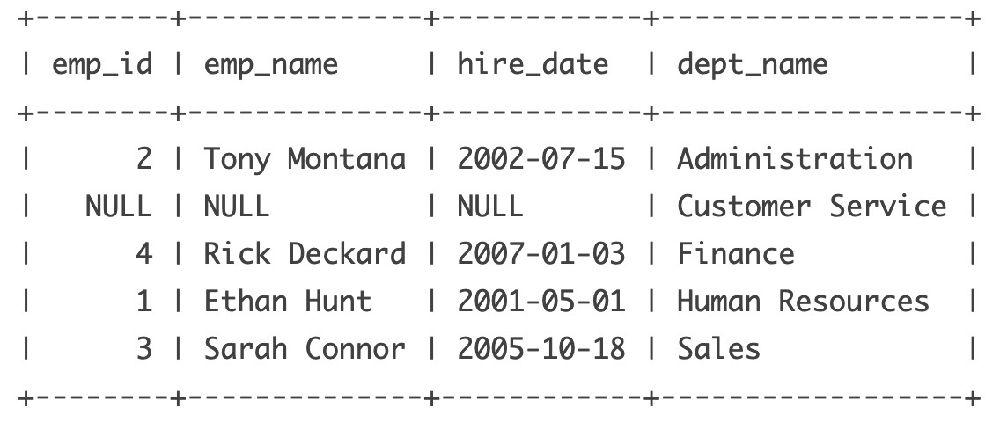 +--------+--------------+------------+------------------+
| emp_id | emp_name     | hire_date  | dept_name        |
+--------+--------------+------------+------------------+
|      2 | Tony Montana | 2002-07-15 | Administration   |
|   NULL | NULL         | NULL       | Customer Service |
|      4 | Rick Deckard | 2007-01-03 | Finance          |
|      1 | Ethan Hunt   | 2001-05-01 | Human Resources  |
|      3 | Sarah Connor | 2005-10-18 | Sales            |
+--------+--------------+------------+------------------+